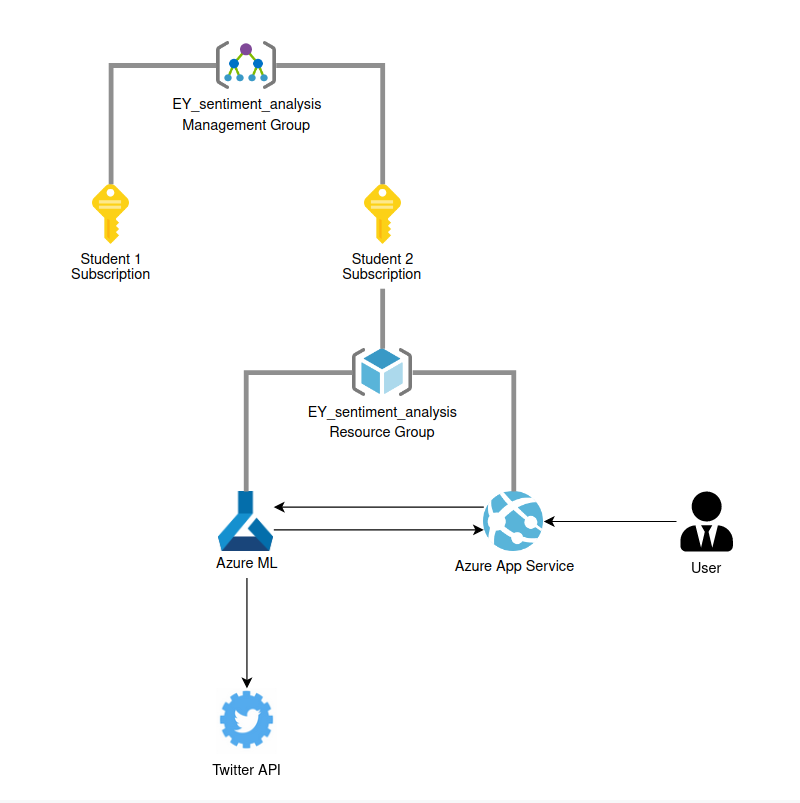 EY_sentiment_analysis
Management Group
Student 1
Subscription
Student 2
Subscription
EY_sentiment_analysis
Resource Group
Azure ML
Azure App Service
User
Twitter API